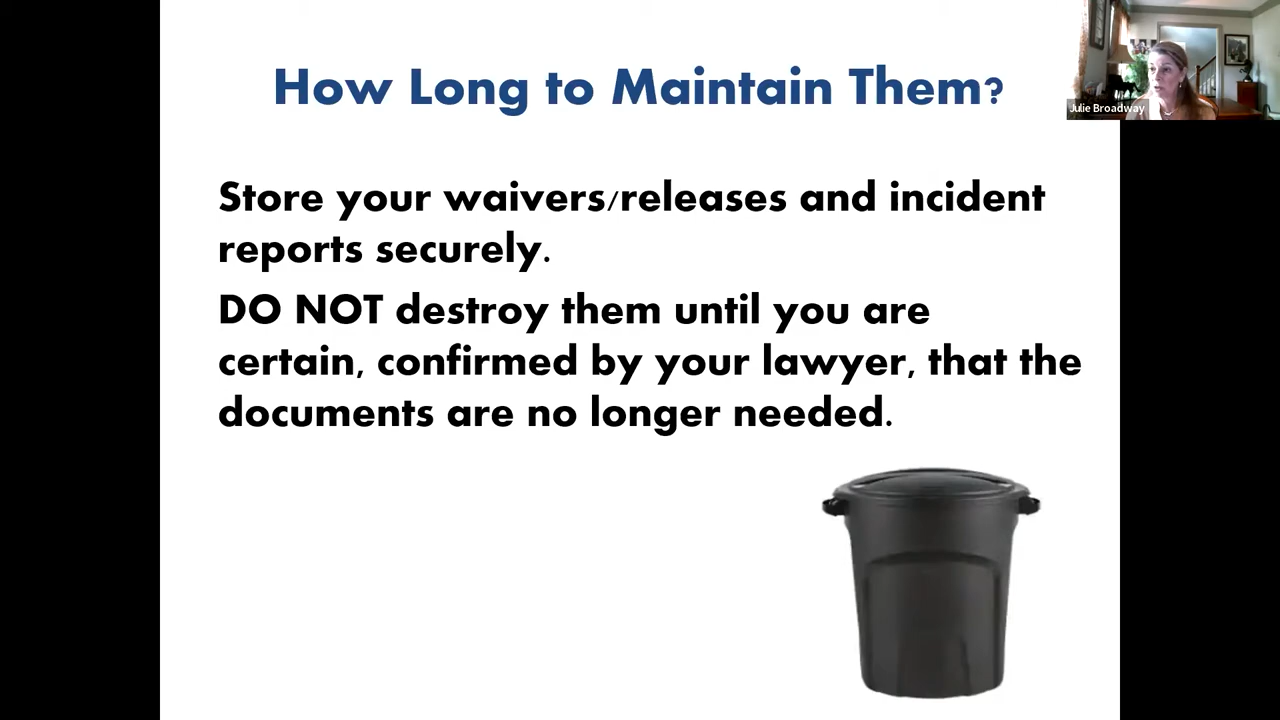 How Long to Maintain Them?
Julie Broadway
Store your waivers/releases and incident
reports securely.
DO NOT destroy them until you are
certain, confirmed by your lawyer, that the
documents are no longer needed.